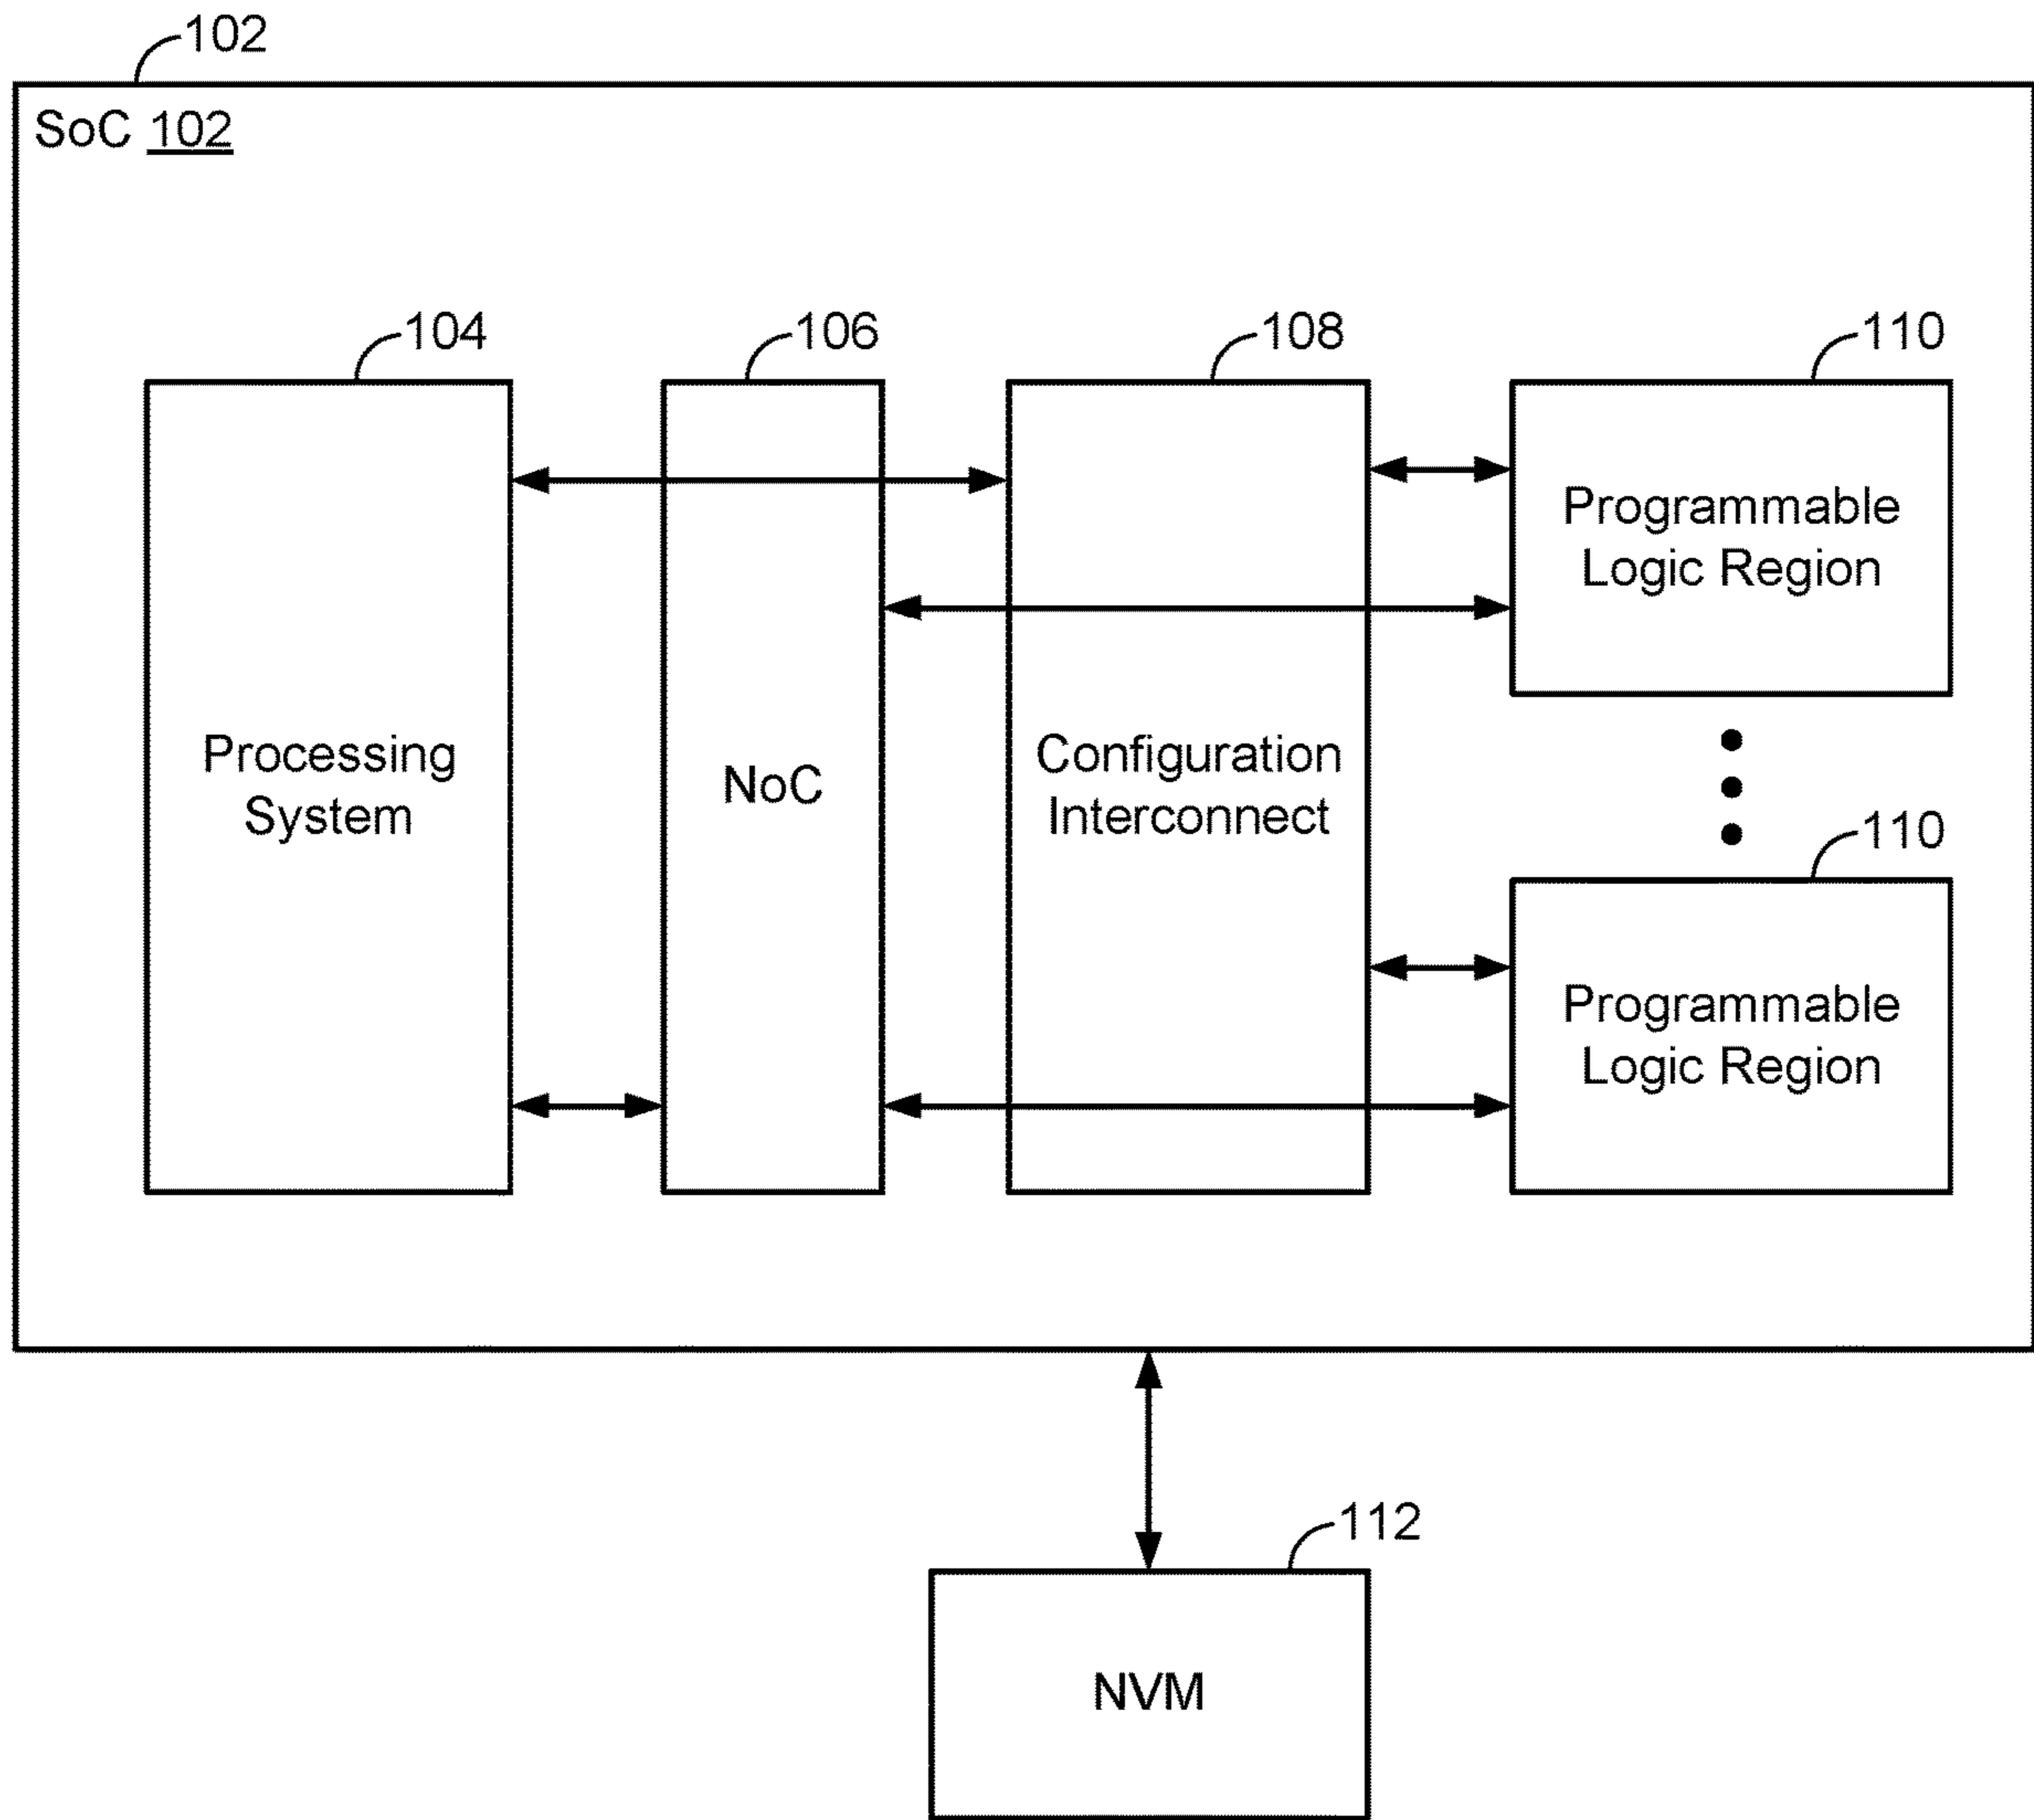 102
SoC 102
104
106
108
110
Programmable
Logic Region
Processing
System
NoC
Configuration
Interconnect
110
Programmable
Logic Region
112
NVM